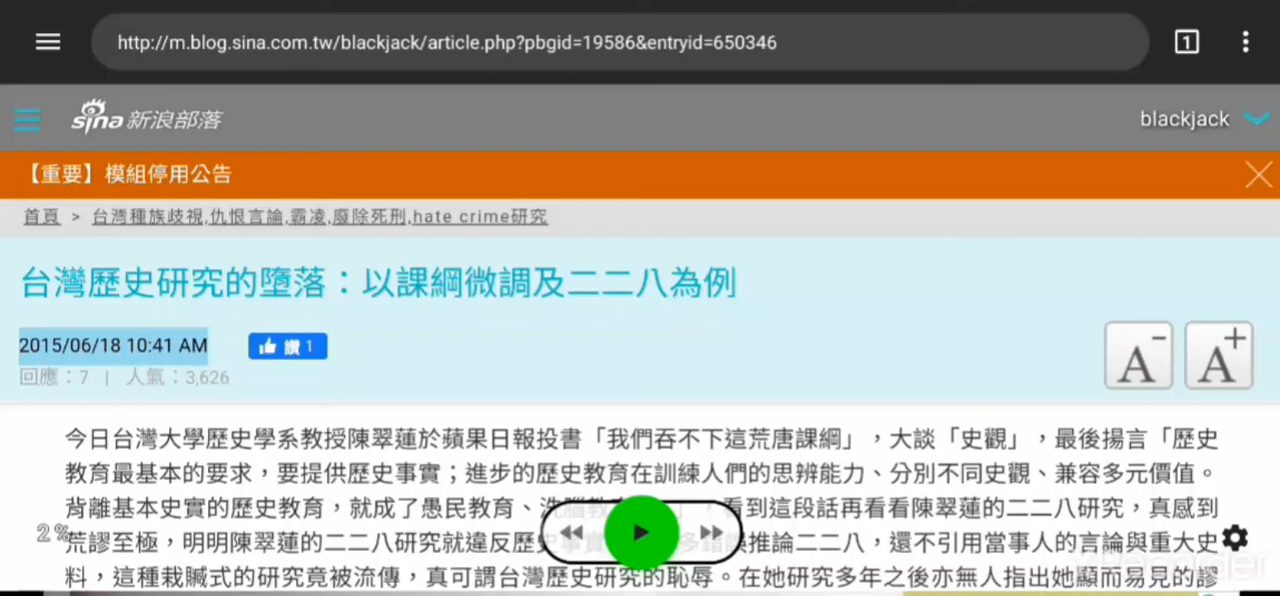 http://m.blog.sina.com.tw/blackjack/article.php?pbgid=19586&entryid=650346
1
sina 新浪部落
blackjack
【重要】模組停用公告
首頁 > 台灣種族歧視,仇恨言論,霸凌,廢除死刑,hate crime研究
台灣歷史研究的墮落：以課綱微調及二二八為例
2015/06/18 10:41 AM
讚 1
A- A+
回應：7 | 人氣：3,626
今日台灣大學歷史學系教授陳翠蓮於蘋果日報投書「我們吞不下這荒唐課綱」，大談「史觀」，最後揚言「歷史
教育最基本的要求，要提供歷史事實；進步的歷史教育在訓練人們的思辨能力、分別不同史觀、兼容多元價值。
背離基本史實的歷史教育，就成了愚民教育、洗腦教 」，看到這段話再看看陳翠蓮的二二八研究，真感到
2% 荒謬至極，明明陳翠蓮的二二八研究就違反歷史事 推論二二八，還不引用當事人的言論與重大史
料，這種栽贓式的研究竟被流傳，真可謂台灣歷史研究的恥辱。在她研究多年之後亦無人指出她顯而易見的謬